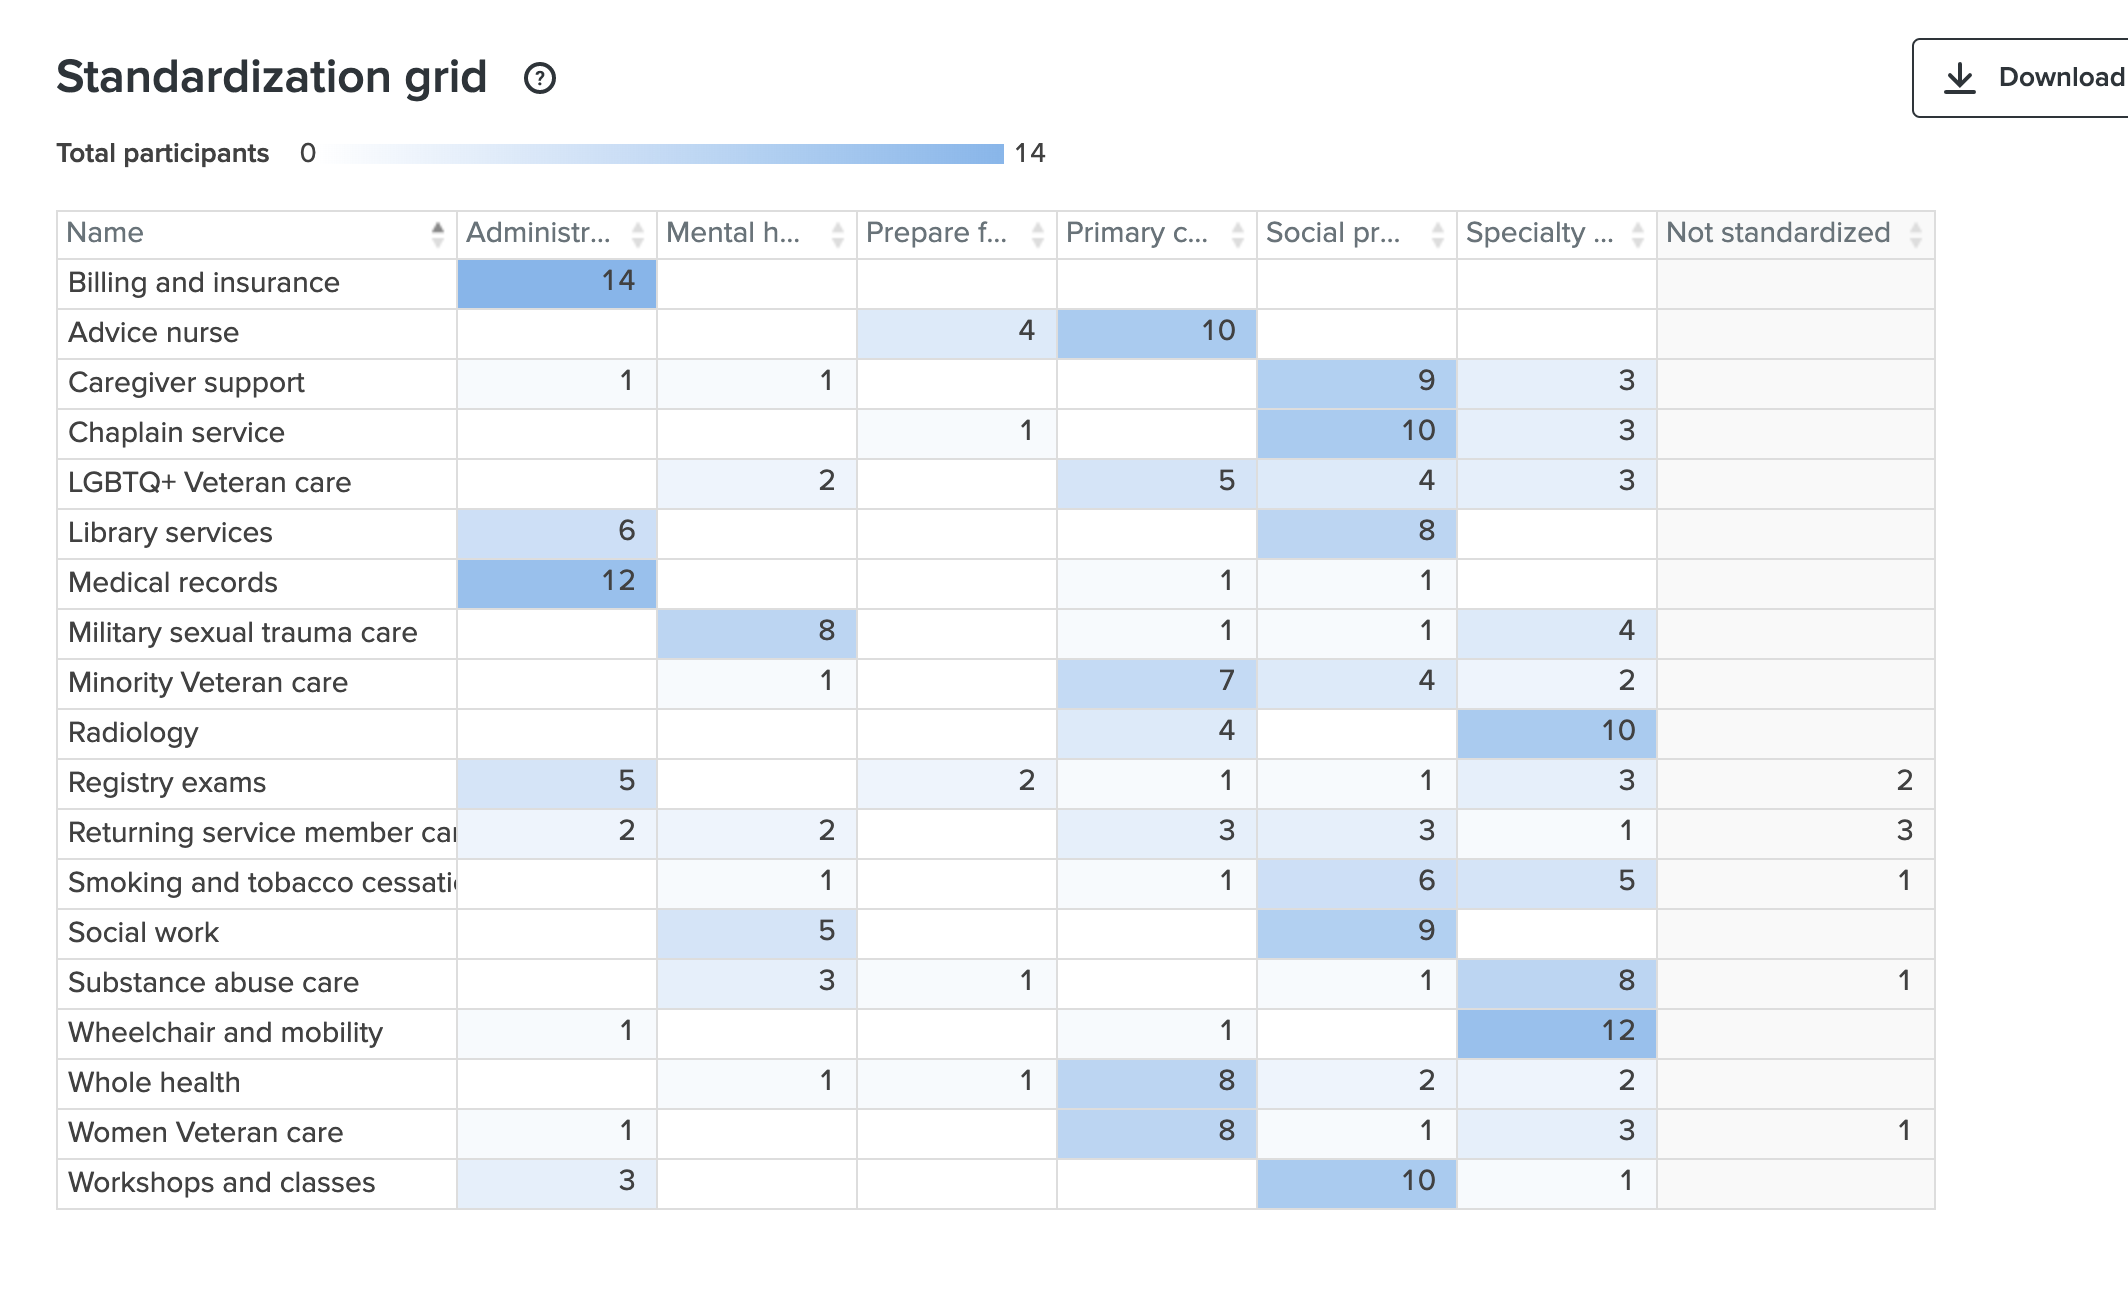 Standardization grid ?
Download
Total participants 0 14
Name Administr... Mental h... Prepare f... Primary c... Social pr... Specialty ... Not standardized
Billing and insurance 14
Advice nurse 4 10
Caregiver support 1 1 9 3
Chaplain service 1 10 3
LGBTQ+ Veteran care 2 5 4 3
Library services 6 8
Medical records 12 1 1
Military sexual trauma care 8 1 1 4
Minority Veteran care 1 7 4 2
Radiology 4 10
Registry exams 5 2 1 1 3 2
Returning service member car 2 2 3 3 1 3
Smoking and tobacco cessati 1 1 6 5 1
Social work 5 9
Substance abuse care 3 1 1 8 1
Wheelchair and mobility 1 1 12
Whole health 1 1 8 2 2
Women Veteran care 1 8 1 3 1
Workshops and classes 3 10 1